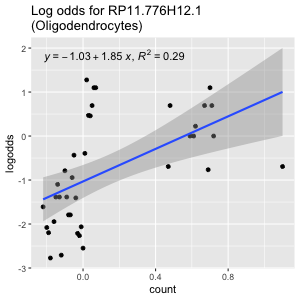 Log odds for RP11.776H12.1
(Oligodendrocytes)
y = −1.03 + 1.85 x, R² = 0.29
2
1
0
-1
-2
-3
logodds
0.0 0.4 0.8
count